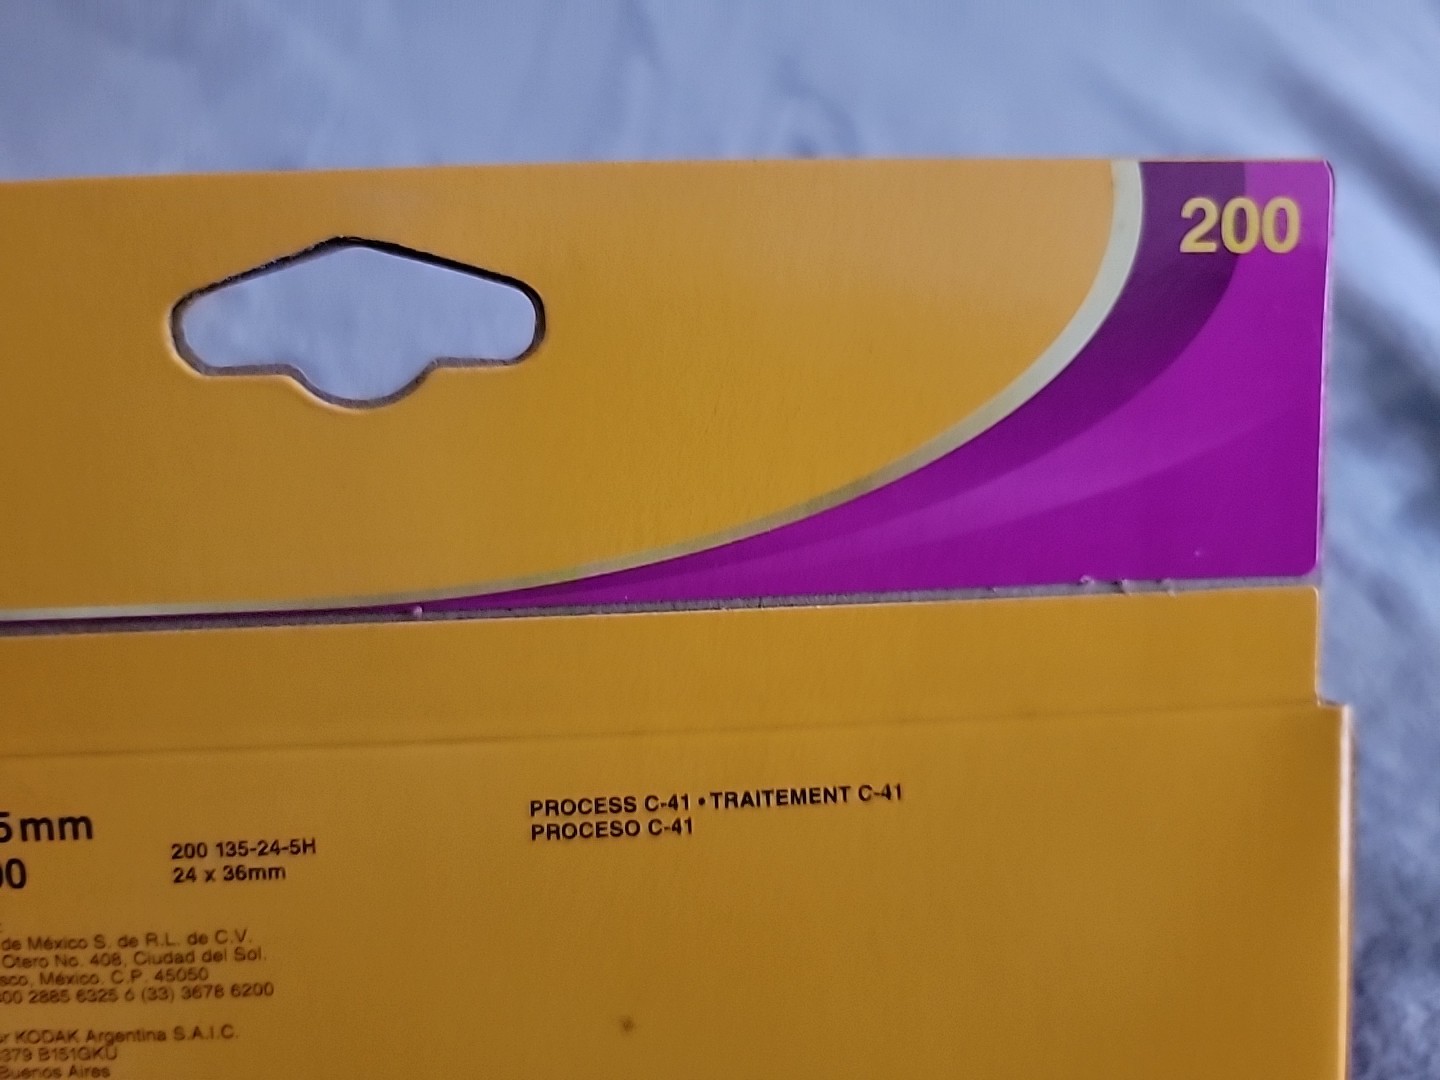 200
5mm
00
200 135-24-5H
24 x 36mm
PROCESS C-41 • TRAITEMENT C-41
PROCESO C-41
de México S. de R.L. de C.V.
Otero No. 408, Ciudad del Sol.
sco, México. C.P. 45050
00 2885 6325 ó (33) 3678 6200
r KODAK Argentina S.A.I.C.
379 B151GKU
Buenos Aires